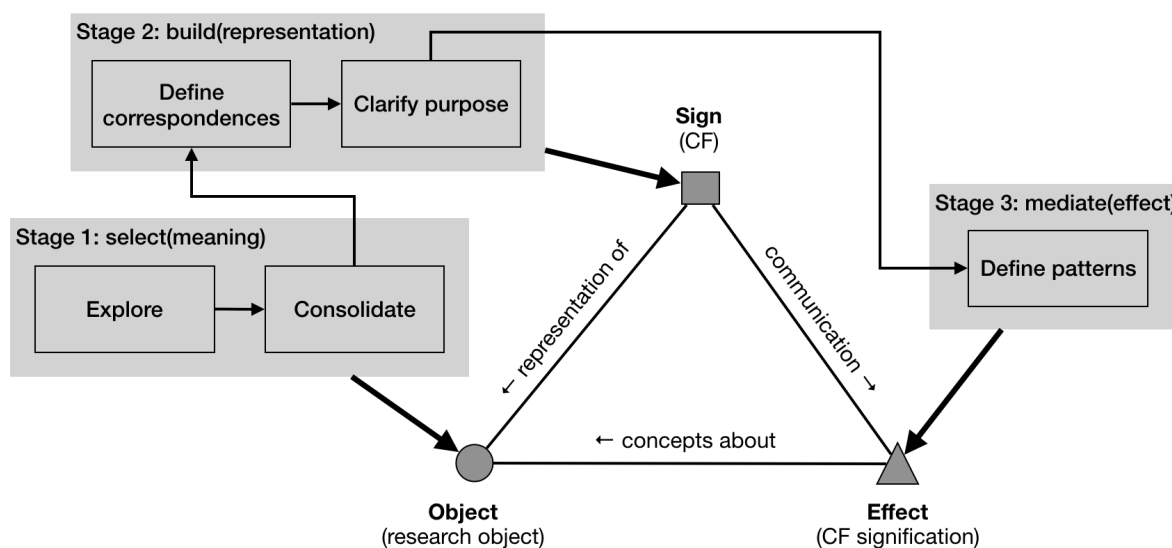 Stage 2: build(representation)
Define
correspondences
Clarify purpose
Sign
(CF)
Stage 3: mediate(effect)
Define patterns
Stage 1: select(meaning)
Explore
Consolidate
← representation of
communication →
← concepts about
Object
(research object)
Effect
(CF signification)